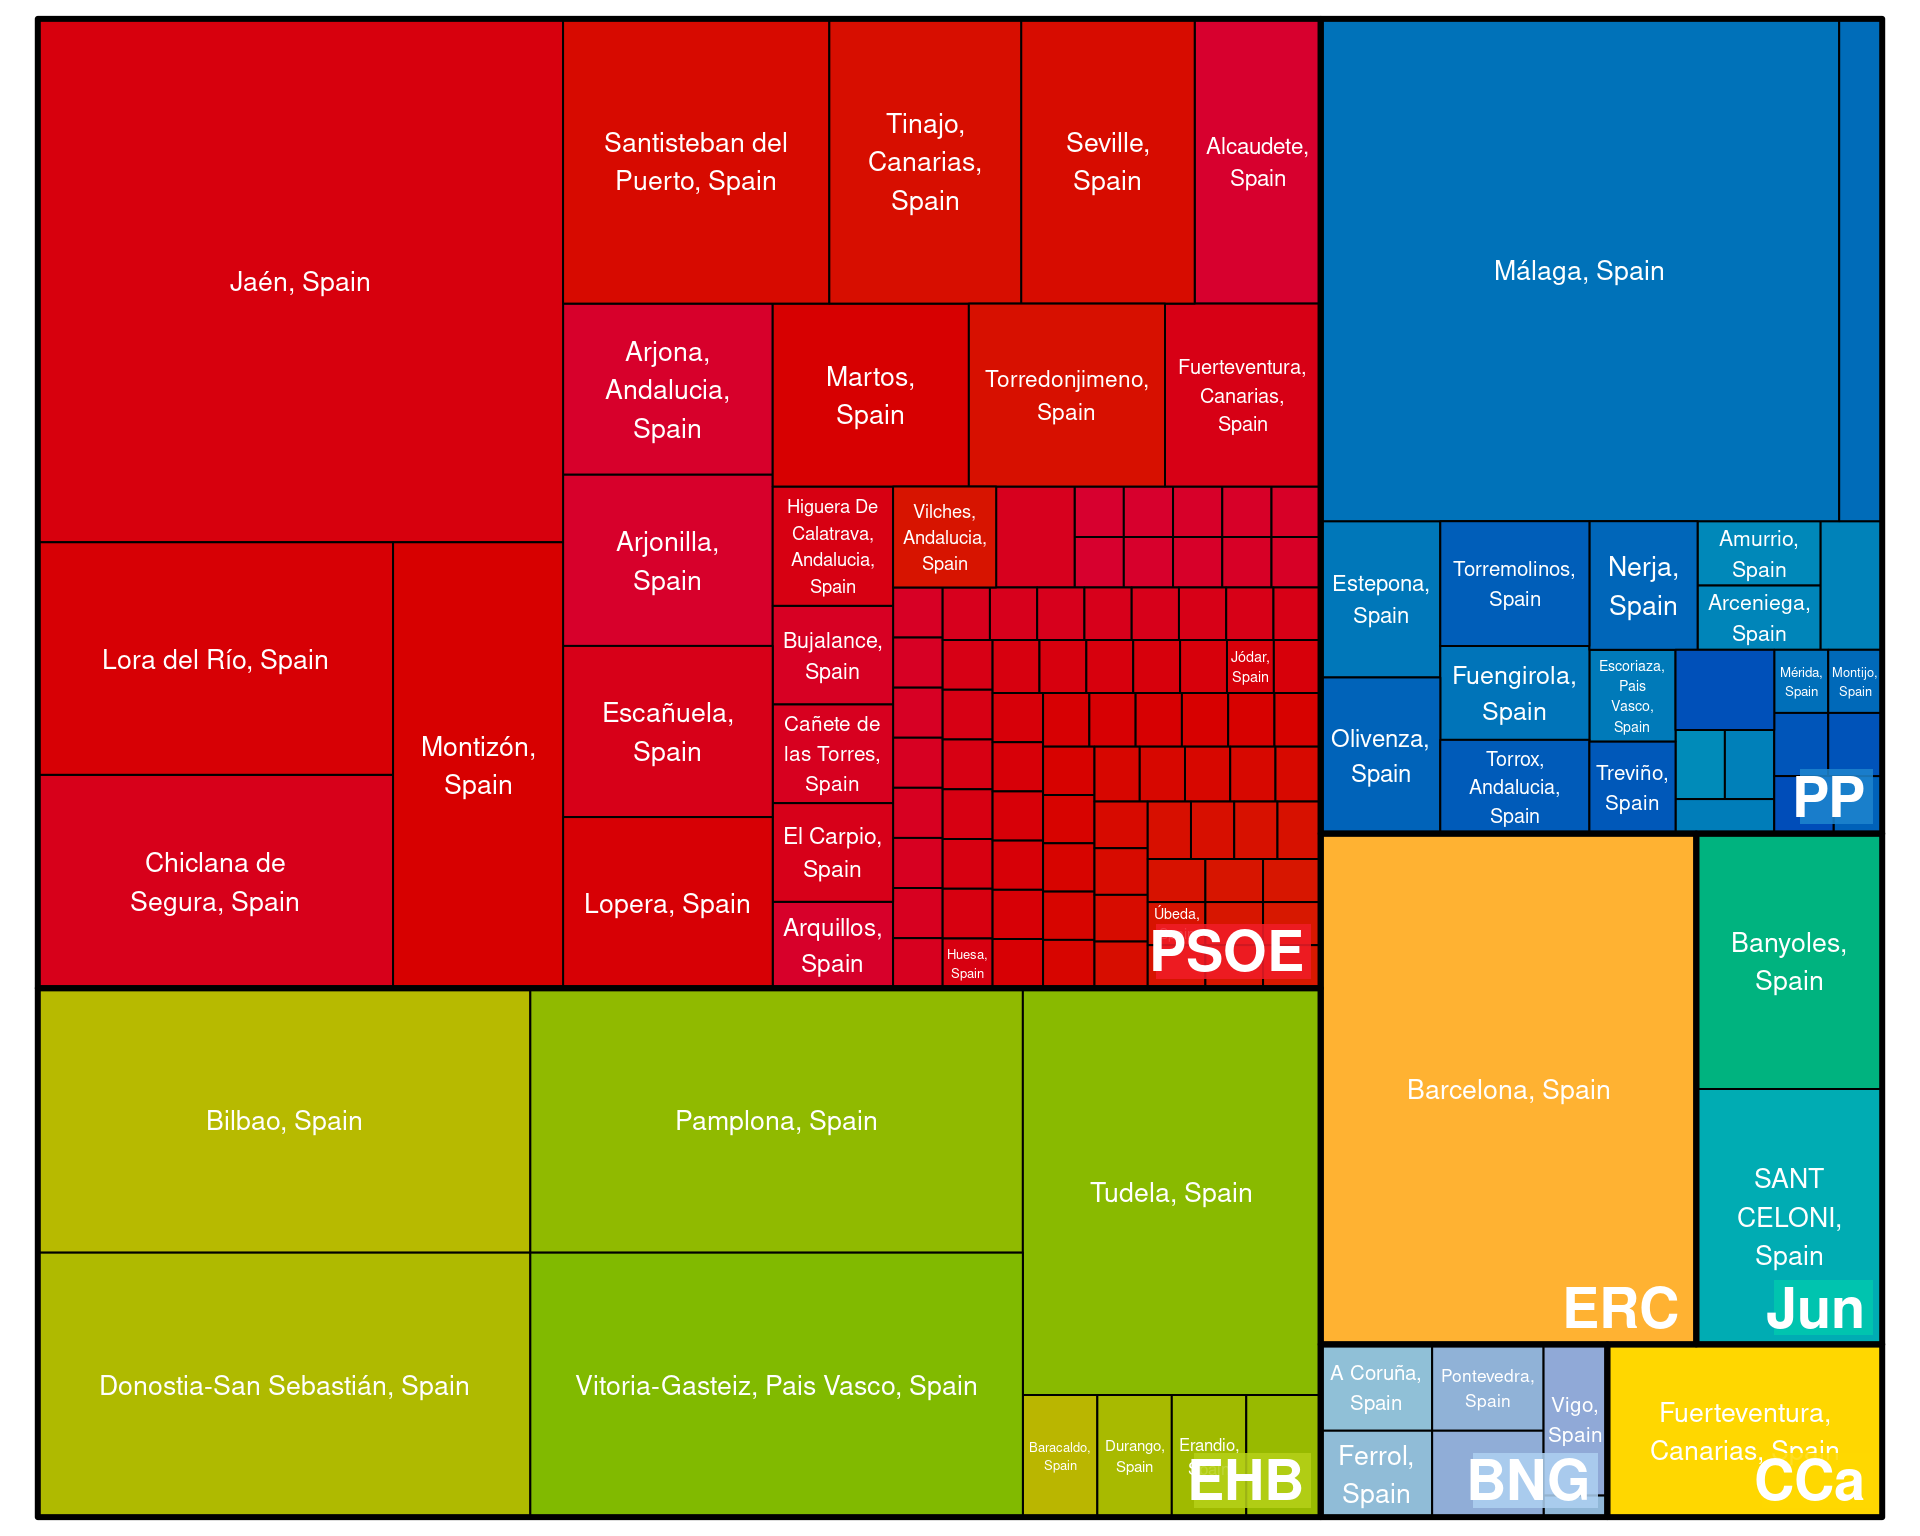 Jaén, Spain
Santisteban del
Puerto, Spain
Tinajo,
Canarias,
Spain
Seville,
Spain
Alcaudete,
Spain
Lora del Río, Spain
Montizón,
Spain
Chiclana de
Segura, Spain
Arjona,
Andalucia,
Spain
Arjonilla,
Spain
Escañuela,
Spain
Lopera, Spain
Martos,
Spain
Torredonjimeno,
Spain
Fuerteventura,
Canarias,
Spain
Higuera De
Calatrava,
Andalucia,
Spain
Vilches,
Andalucia,
Spain
Bujalance,
Spain
Cañete de
las Torres,
Spain
El Carpio,
Spain
Arquillos,
Spain
Jódar,
Spain
Huesa,
Spain
Úbeda,
PSOE
Málaga, Spain
Estepona,
Spain
Olivenza,
Spain
Torremolinos,
Spain
Fuengirola,
Spain
Torrox,
Andalucia,
Spain
Nerja,
Spain
Amurrio,
Spain
Arceniega,
Spain
Escoriaza,
Pais
Vasco,
Spain
Treviño,
Spain
Mérida,
Spain
Montijo,
Spain
PP
Bilbao, Spain
Pamplona, Spain
Donostia-San Sebastián, Spain
Vitoria-Gasteiz, Pais Vasco, Spain
Tudela, Spain
Baracaldo,
Spain
Durango,
Spain
Erandio,
EHB
Barcelona, Spain
ERC
Banyoles,
Spain
SANT
CELONI,
Spain
Jun
A Coruña,
Spain
Ferrol,
Spain
Pontevedra,
Spain
Vigo,
Spain
BNG
Fuerteventura,
Canarias, Spain
CCa